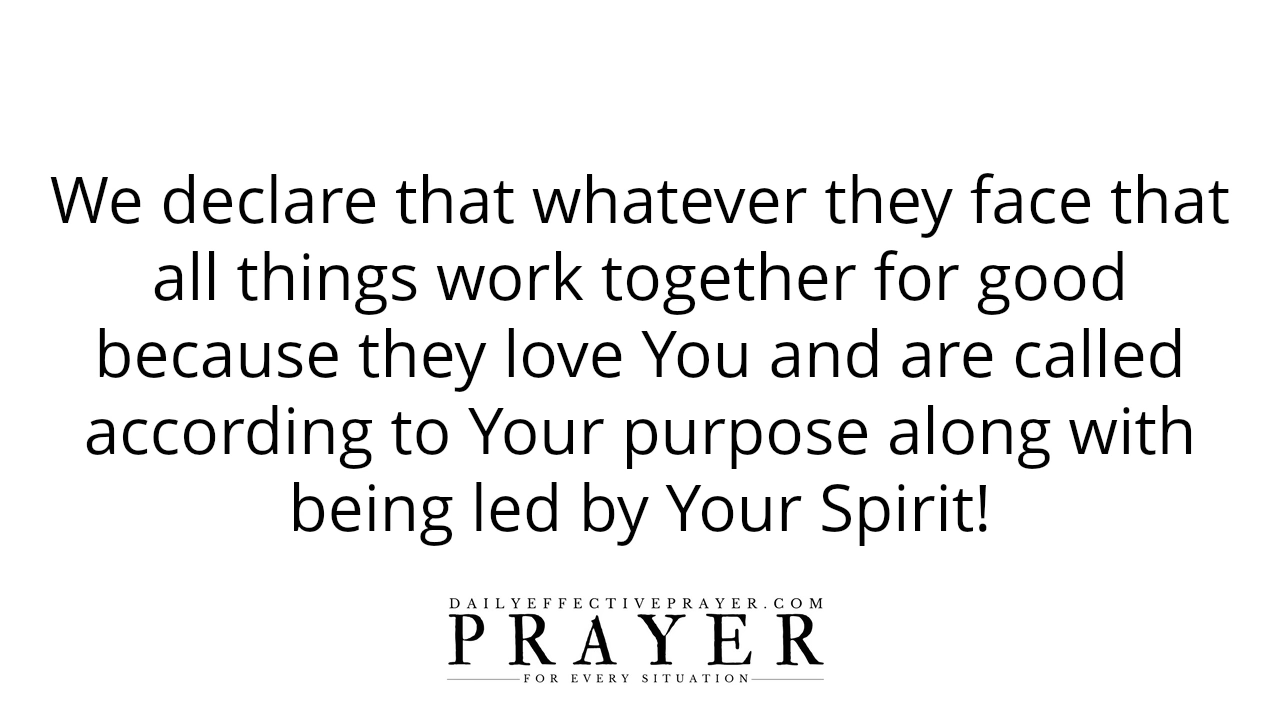 We declare that whatever they face that
all things work together for good
because they love You and are called
according to Your purpose along with
being led by Your Spirit!
DAILYEFFECTIVEPRAYER.COM
PRAYER
FOR EVERY SITUATION